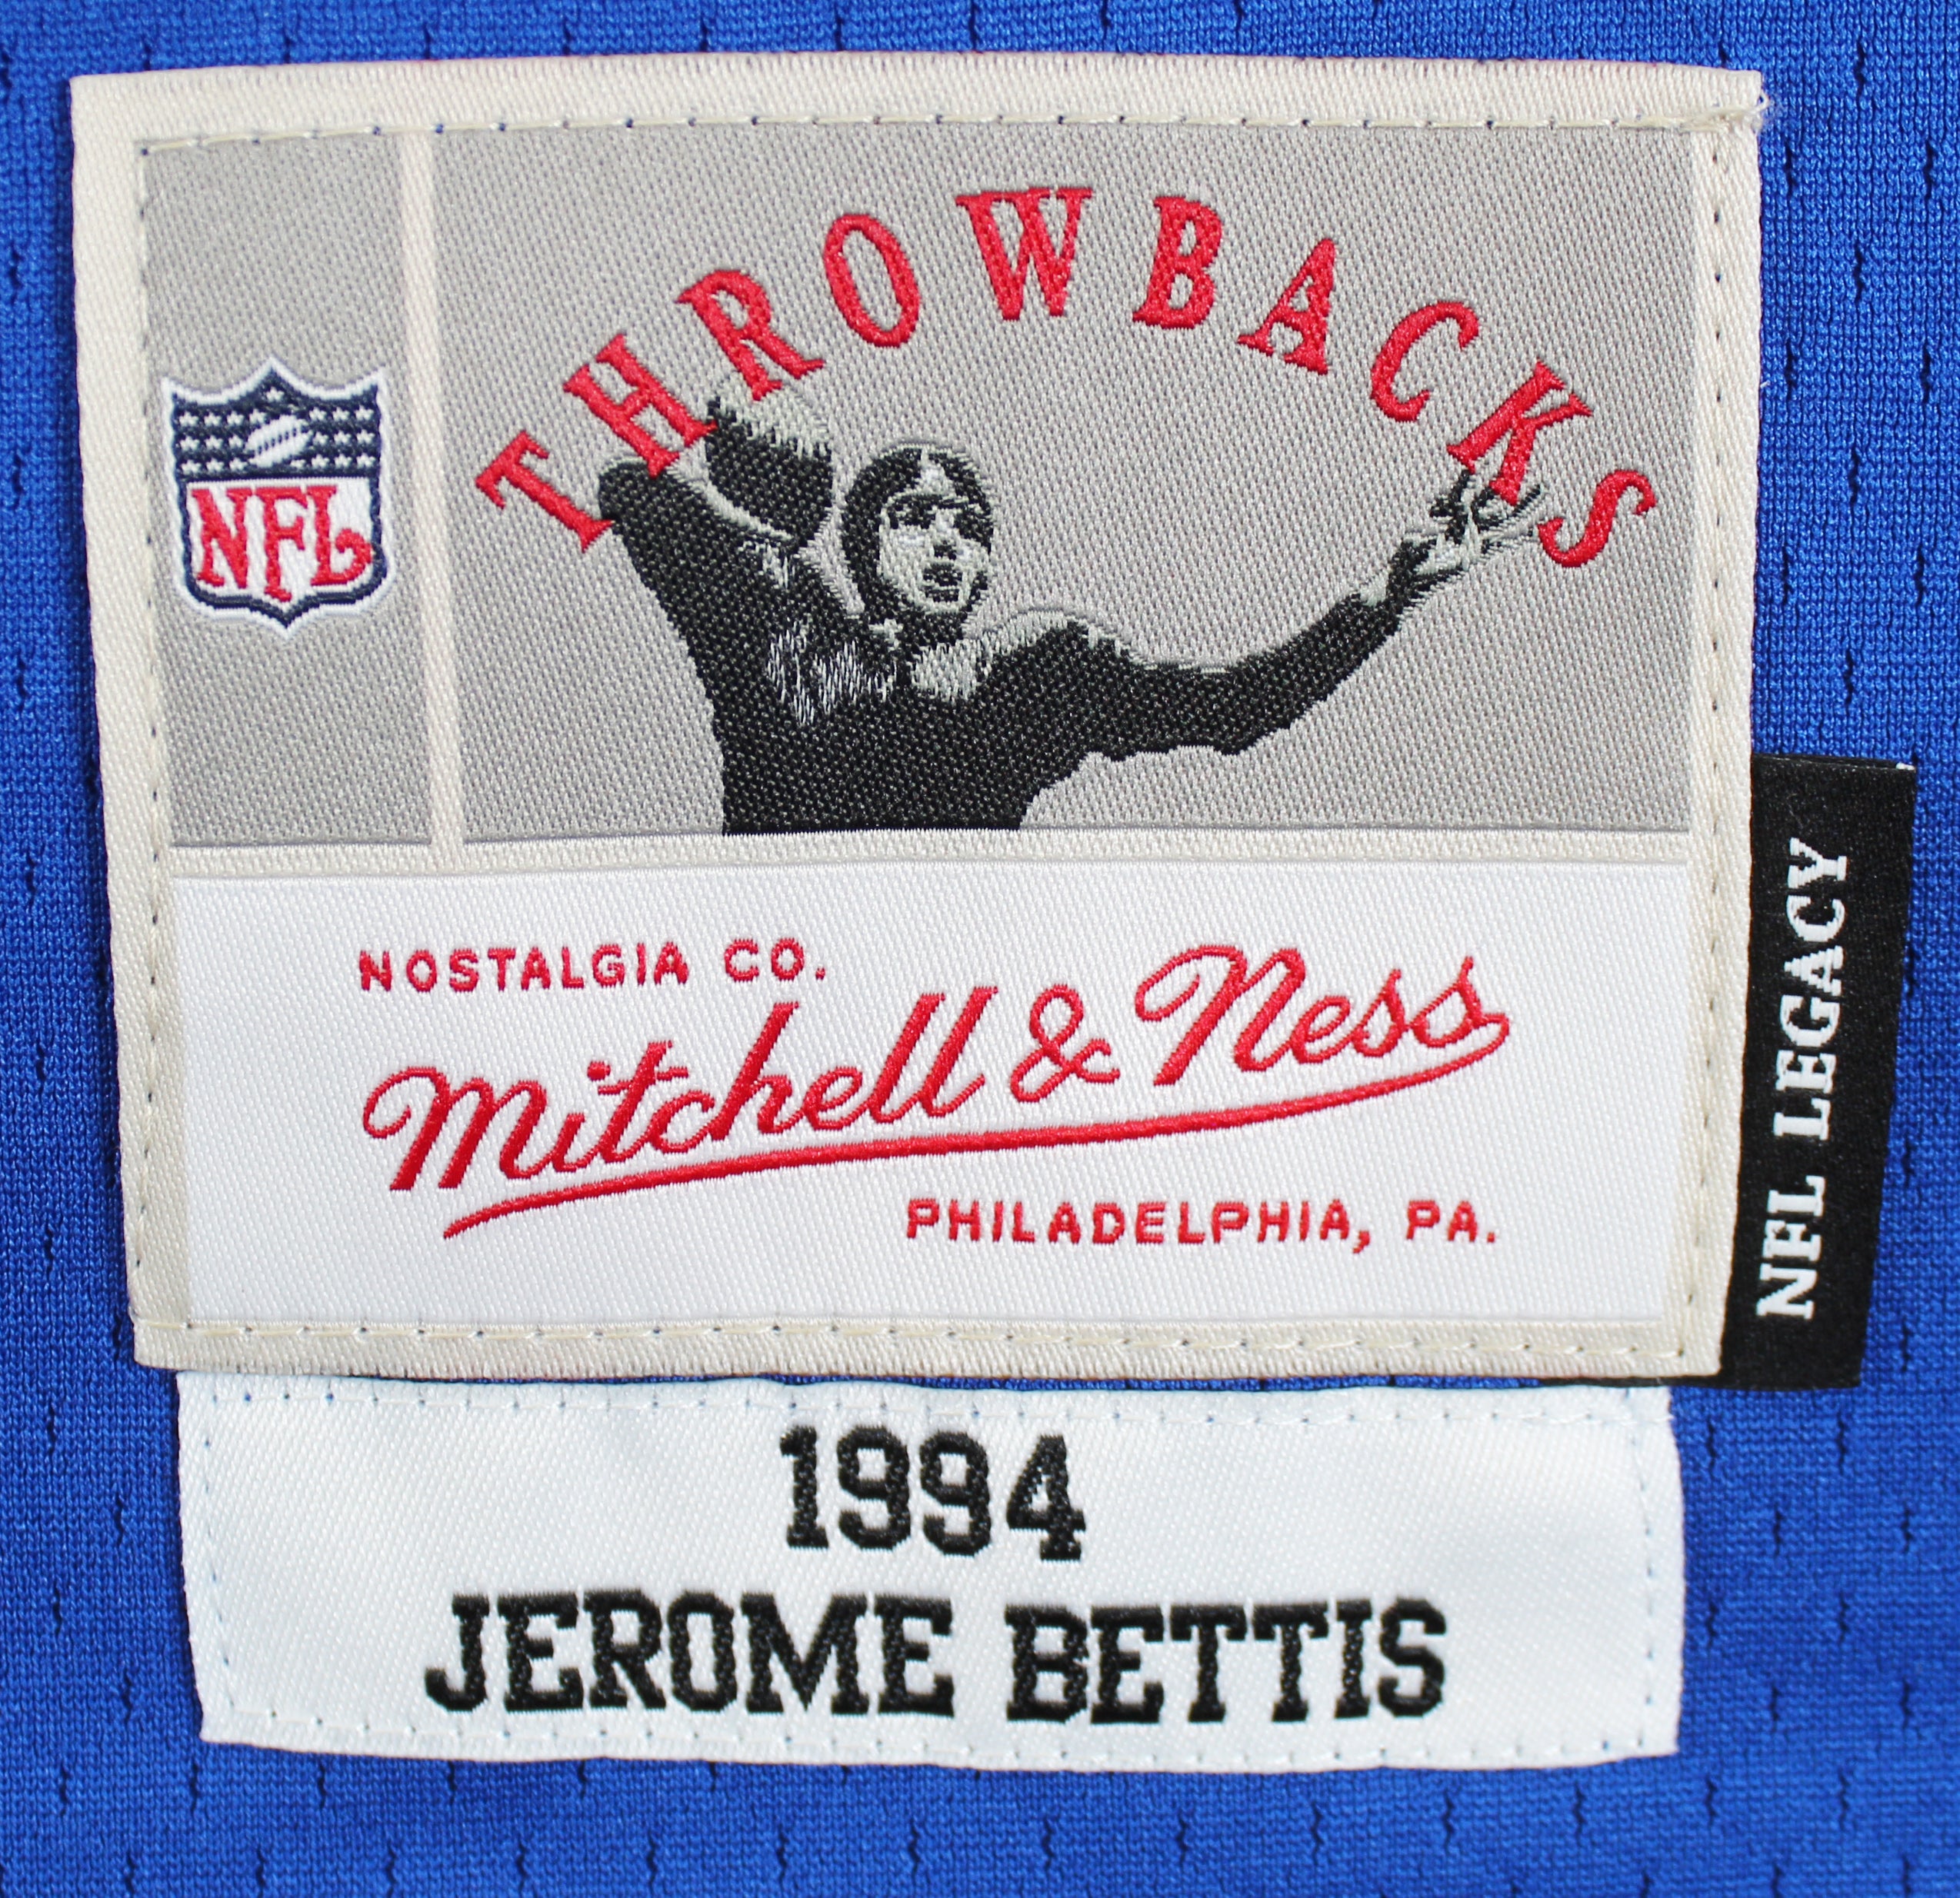 THROWBACKS
NFL
NOSTALGIA CO.
Mitchell & Ness
PHILADELPHIA, PA.
NFL LEGACY
1994
JEROME BETTIS